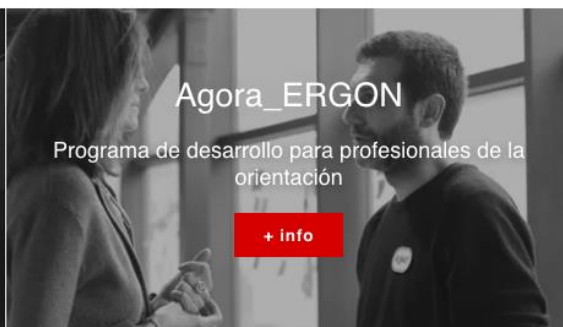 Agora_ERGON
Programa de desarrollo para profesionales de la
orientación
+ info